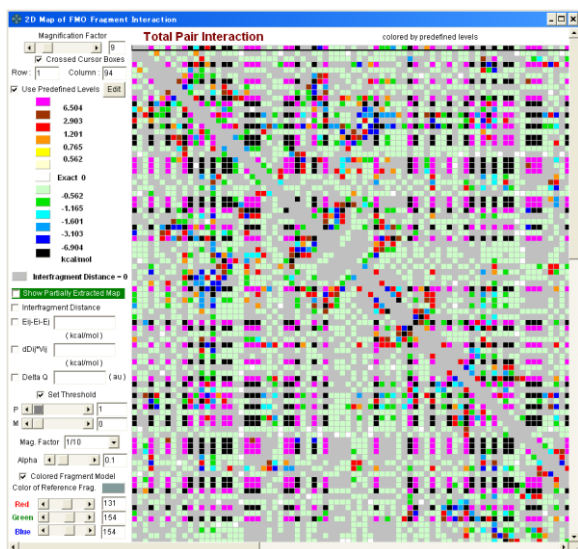 2D Map of FMO Fragment Interaction
Magnification Factor
9
Crossed Cursor Boxes
Row : 1 Column : 94
Use Predefined Levels Edit
6.504
2.903
1.201
0.765
0.562
Exact 0
-0.562
-1.165
-1.601
-3.103
-6.904
kcal/mol
Interfragment Distance = 0
Show Partially Extracted Map
Interfragment Distance
Eij-Ei-Ej
(kcal/mol)
dDij*Vij
(kcal/mol)
Delta Q (au)
Set Threshold
P 1
M 0
Mag. Factor 1/10
Alpha 0.1
Colored Fragment Model
Color of Reference Frag.
Red 131
Green 154
Blue 154
Total Pair Interaction
colored by predefined levels